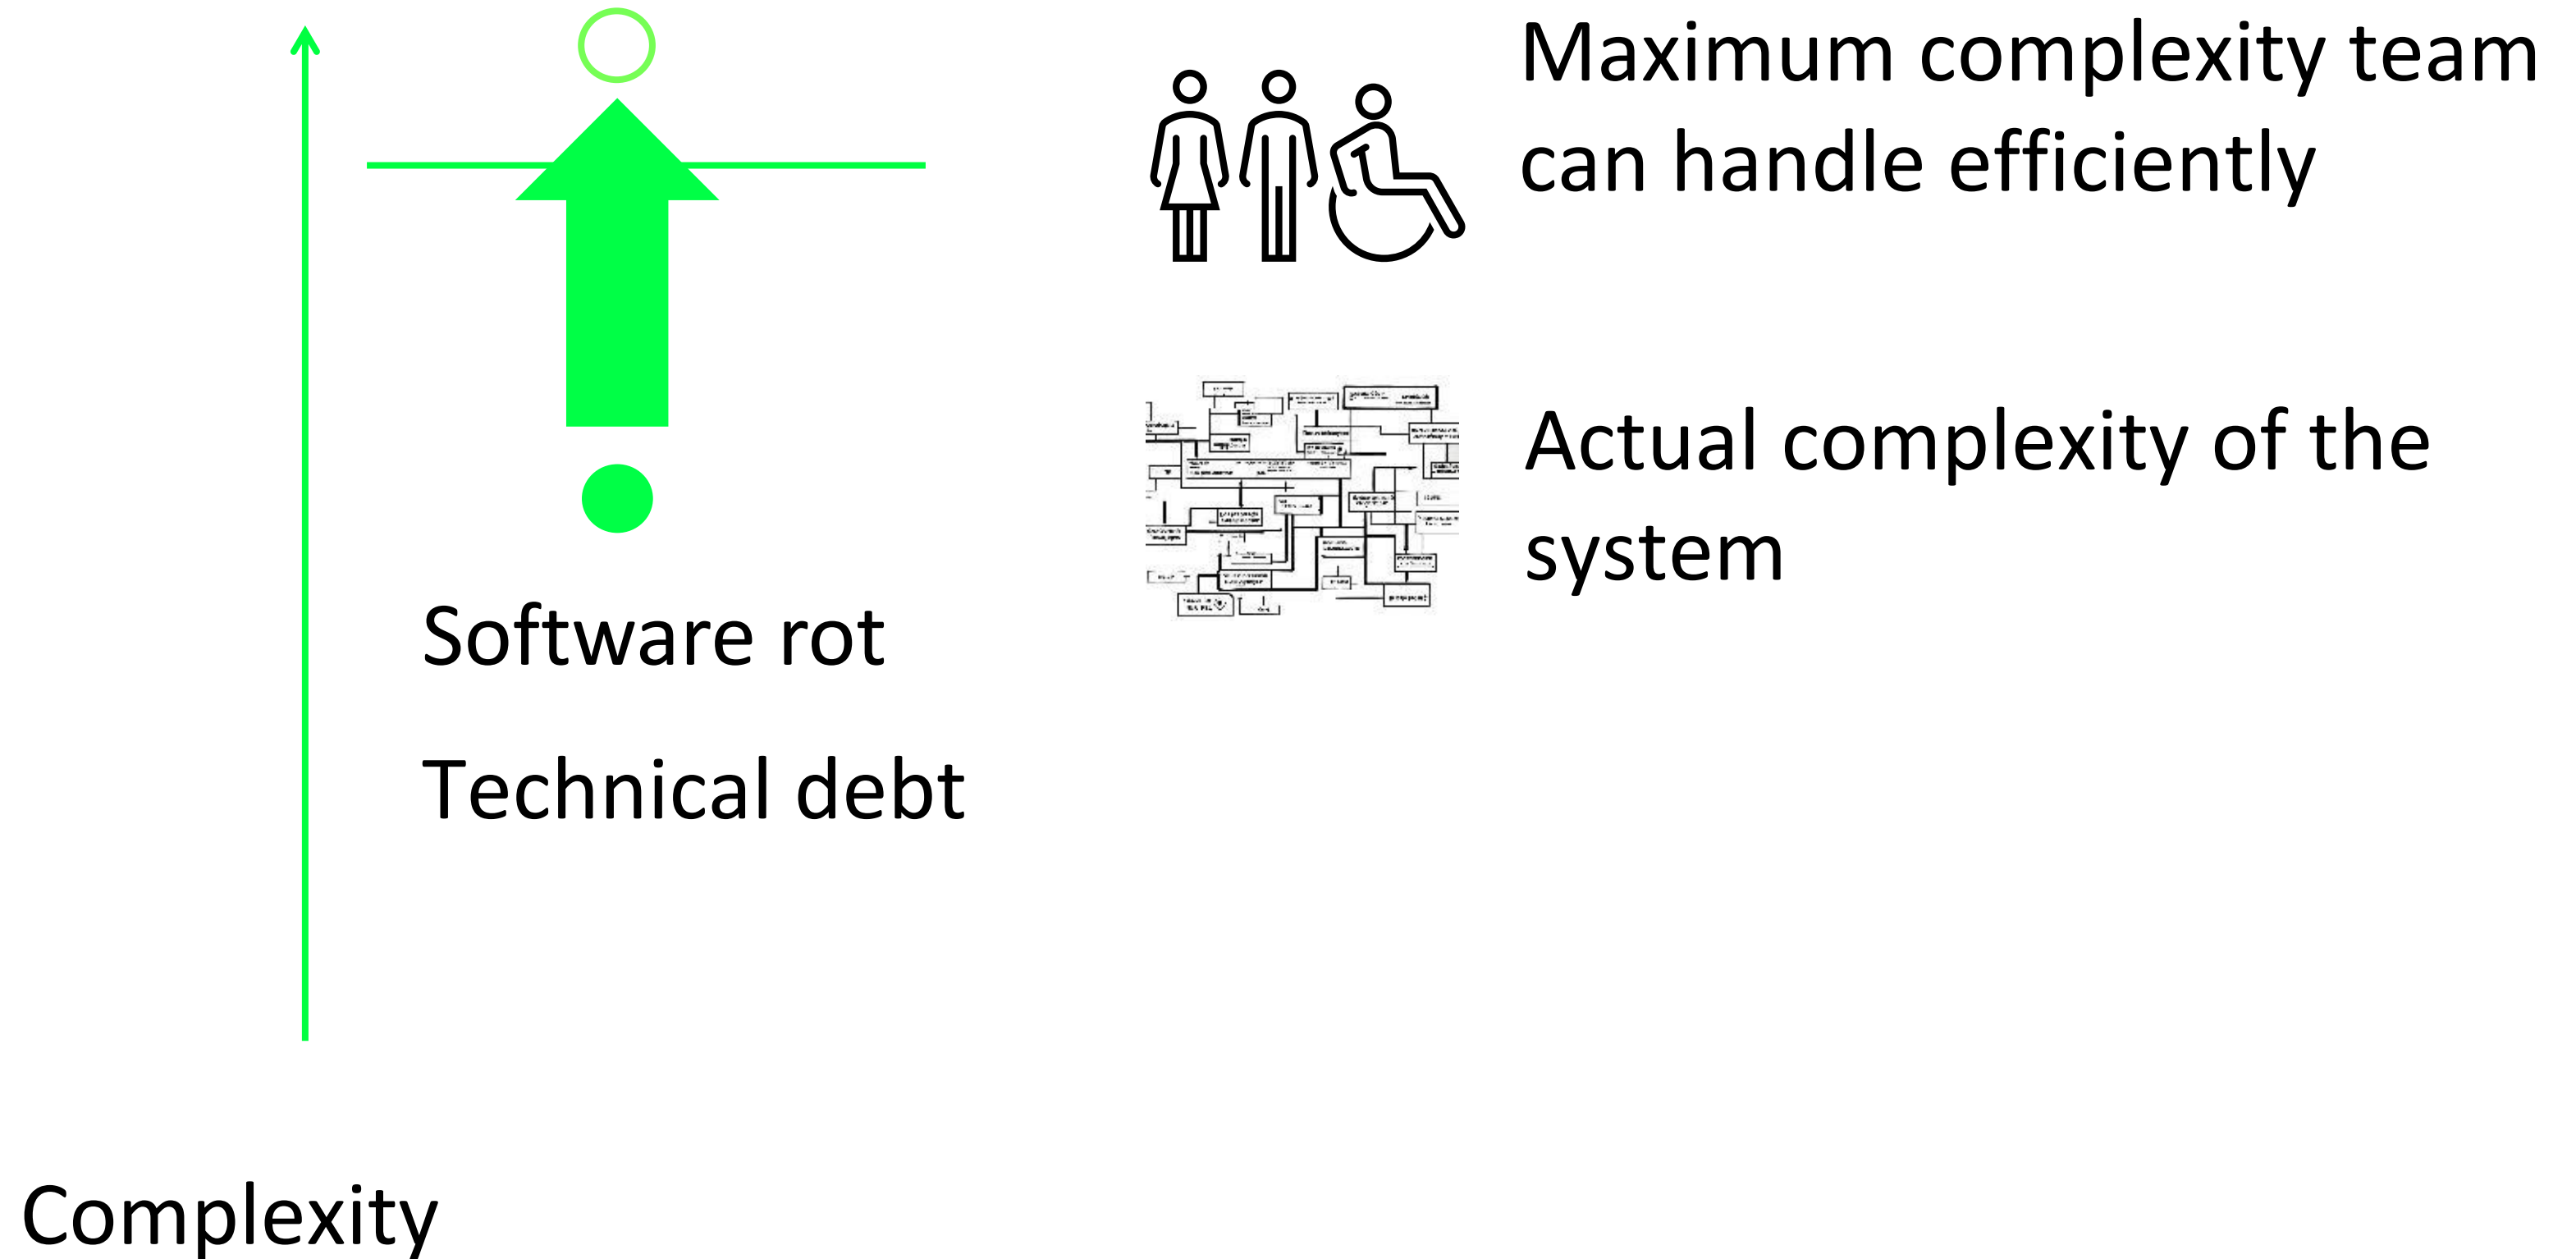 Maximum complexity team
can handle efficiently
Actual complexity of the
system
Software rot
Technical debt
Complexity